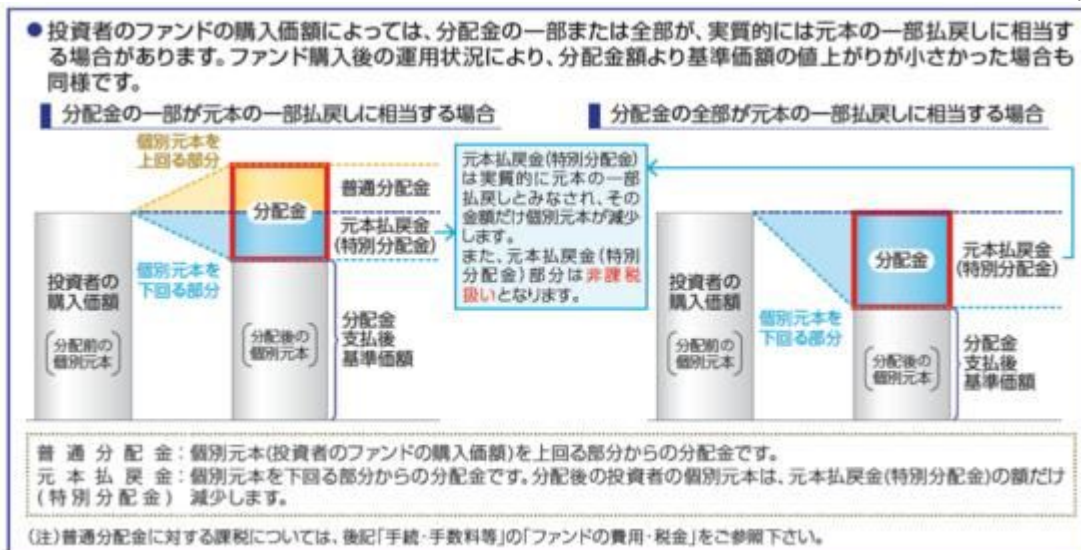 ●投資者のファンドの購入価額によっては、分配金の一部または全部が、実質的には元本の一部払戻しに相当す
る場合があります。ファンド購入後の運用状況により、分配金額より基準価額の値上がりが小さかった場合も
同様です。
分配金の一部が元本の一部払戻しに相当する場合
個別元本を
上回る部分
普通分配金
分配金
元本払戻金
(特別分配金)
投資者の
購入価額
(分配前の
個別元本)
個別元本を
下回る部分
(分配後の
個別元本)
分配金
支払後
基準価額
元本払戻金(特別分配金)
は実質的に元本の一部
払戻しとみなされ、その
金額だけ個別元本が減少
します。
また、元本払戻金(特別
分配金)部分は非課税
扱いとなります。
分配金の全部が元本の一部払戻しに相当する場合
分配金
元本払戻金
(特別分配金)
投資者の
購入価額
(分配前の
個別元本)
個別元本を
下回る部分
(分配後の
個別元本)
分配金
支払後
基準価額
普通分配金:個別元本(投資者のファンドの購入価額)を上回る部分からの分配金です。
元本払戻金:個別元本を下回る部分からの分配金です。分配後の投資者の個別元本は、元本払戻金(特別分配金)の額だけ
(特別分配金) 減少します。
(注)普通分配金に対する課税については、後記「手続・手数料等」の「ファンドの費用・税金」をご参照下さい。